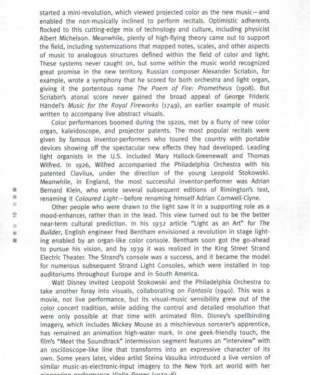 started a mini-revolution, which viewed projected color as the new music—and
enabled the non-musically inclined to perform recitals. Optimistic adherents
flocked to this cutting-edge mix of technology and culture, including physicist
Albert Michelson. Meanwhile, plenty of high-flying theory came out to support
the field, including systemizations that mapped notes, scales, and other aspects
of music to analogous structures defined within the field of color and light.
These systems never caught on, but some within the music world recognized
great promise in the new territory. Russian composer Alexander Scriabin, for
example, wrote a symphony that he scored for both orchestra and light organ,
giving it the portentous name The Poem of Fire: Prometheus (1908). But
Scriabin's atonal score never gained the broad appeal of George Frideric
Händel's Music for the Royal Fireworks (1749), an earlier example of music
written to accompany live abstract visuals.
Color performances boomed during the 1920s, met by a flurry of new color
organ, kaleidoscope, and projector patents. The most popular recitals were
given by famous inventor-performers who toured the country with portable
devices showing off the spectacular new effects they had developed. Leading
light organists in the U.S. included Mary Hallock-Greenewalt and Thomas
Wilfred. In 1926, Wilfred accompanied the Philadelphia Orchestra with his
patented Clavilux, under the direction of the young Leopold Stokowski.
Meanwhile, in England, the most successful inventor-performer was Adrian
Bernard Klein, who wrote several subsequent editions of Rimington's text,
renaming it Coloured Light—before renaming himself Adrian Cornwell-Clyne.
Other people who were drawn to the light saw it in a supporting role as a
mood-enhancer, rather than in the lead. This view turned out to be the better
near-term cultural prediction. In his 1932 article "Light as an Art" for The
Builder, English engineer Fred Bentham envisioned a revolution in stage light-
ing enabled by an organ-like color console. Bentham soon got the go-ahead
to pursue his vision, and by 1939 it was realized in the King Street Strand
Electric Theater. The Strand's console was a success, and it became the model
for numerous subsequent Strand Light Consoles, which were installed in top
auditoriums throughout Europe and in South America.
Walt Disney invited Leopold Stokowski and the Philadelphia Orchestra to
take another foray into visuals, collaborating on Fantasia (1940). This was a
movie, not live performance, but its visual-music sensibility grew out of the
color concert tradition, while adding the control and detailed resolution that
were only possible at that time with animated film. Disney's spellbinding
imagery, which includes Mickey Mouse as a mischievous sorcerer's apprentice,
has remained an animation high-water mark. In one geek-friendly touch, the
film's "Meet the Soundtrack" intermission segment features an "interview" with
an oscilloscope-like line that transforms into an expressive character of its
own. Some years later, video artist Steina Vasulka introduced a live version of
similar music-as-electronic-input imagery to the New York art world with her
pioneering performance Violin Power (1970–8).